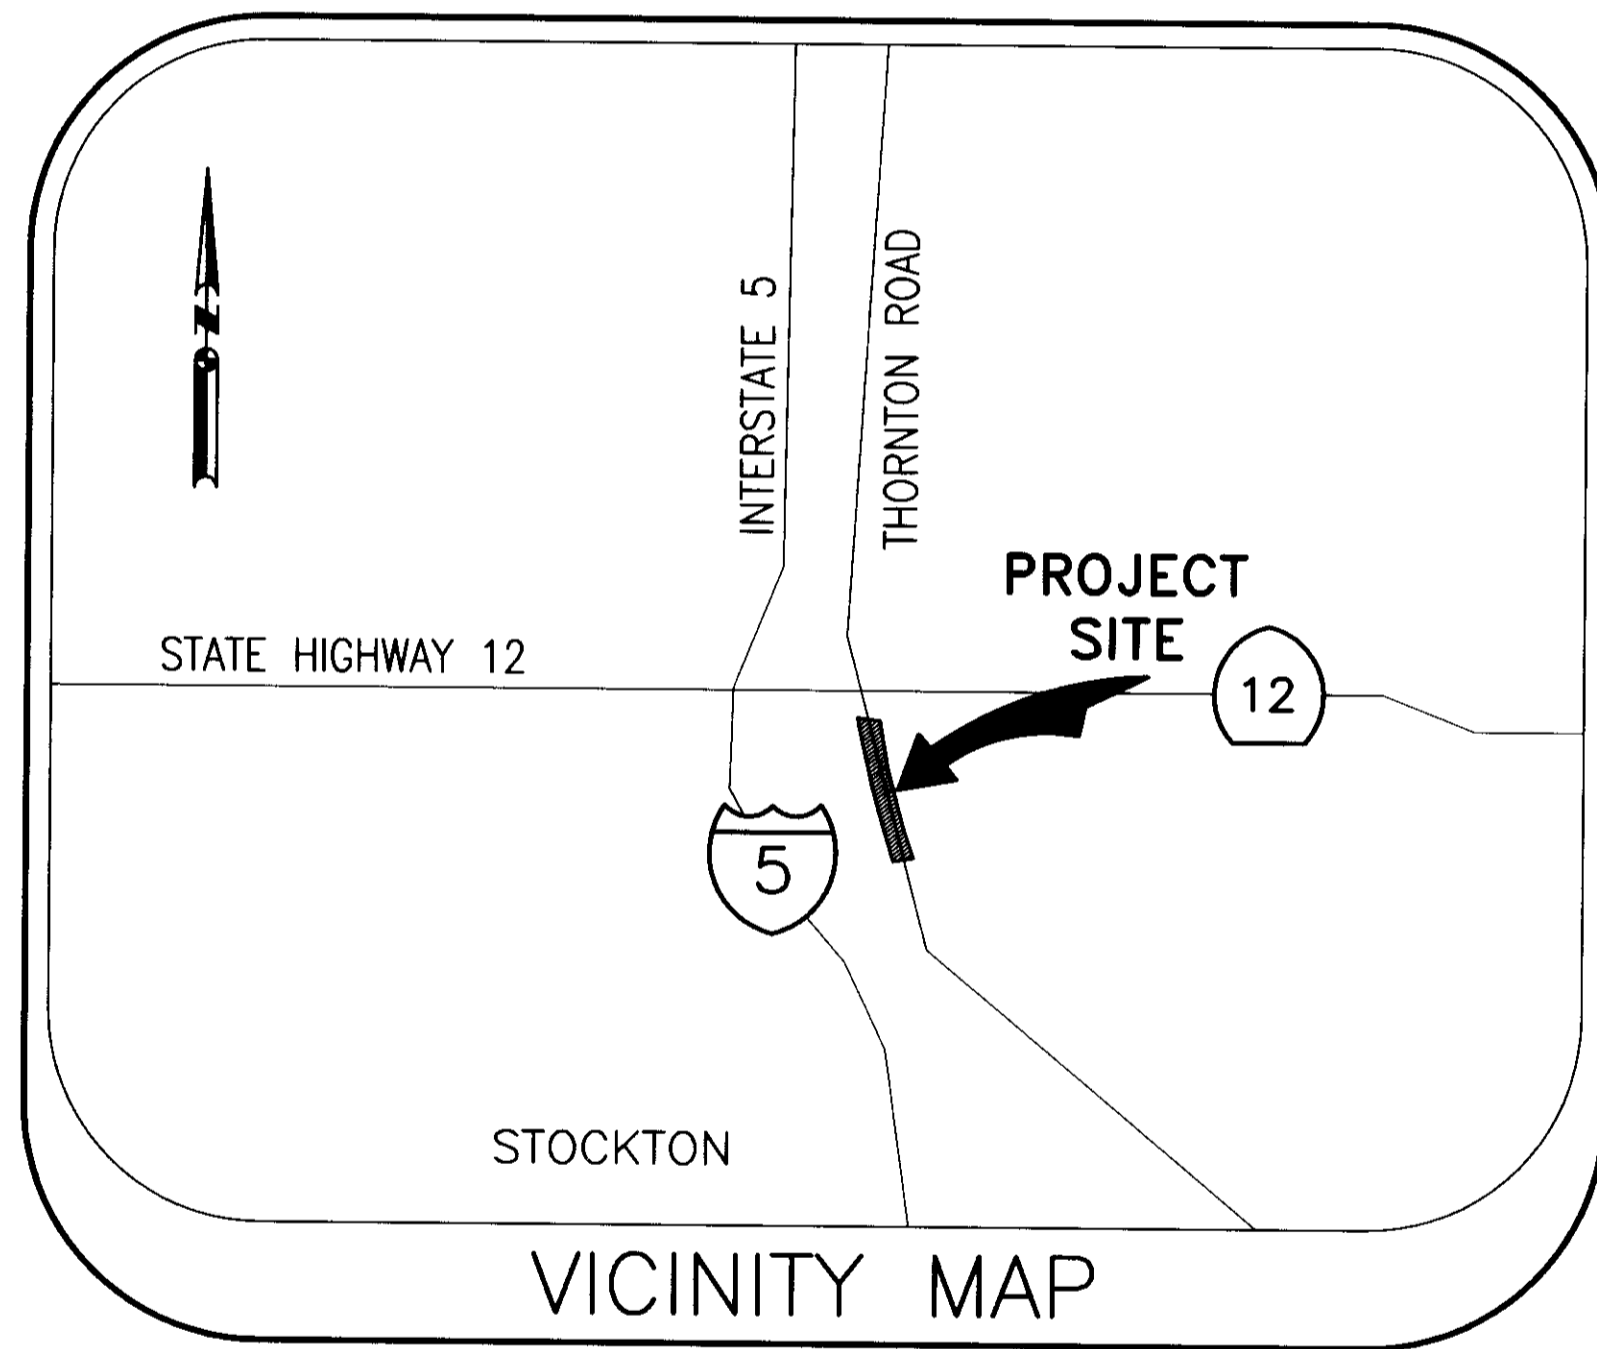 N
INTERSTATE 5
THORNTON ROAD
PROJECT
SITE
STATE HIGHWAY 12
12
5
STOCKTON
VICINITY MAP